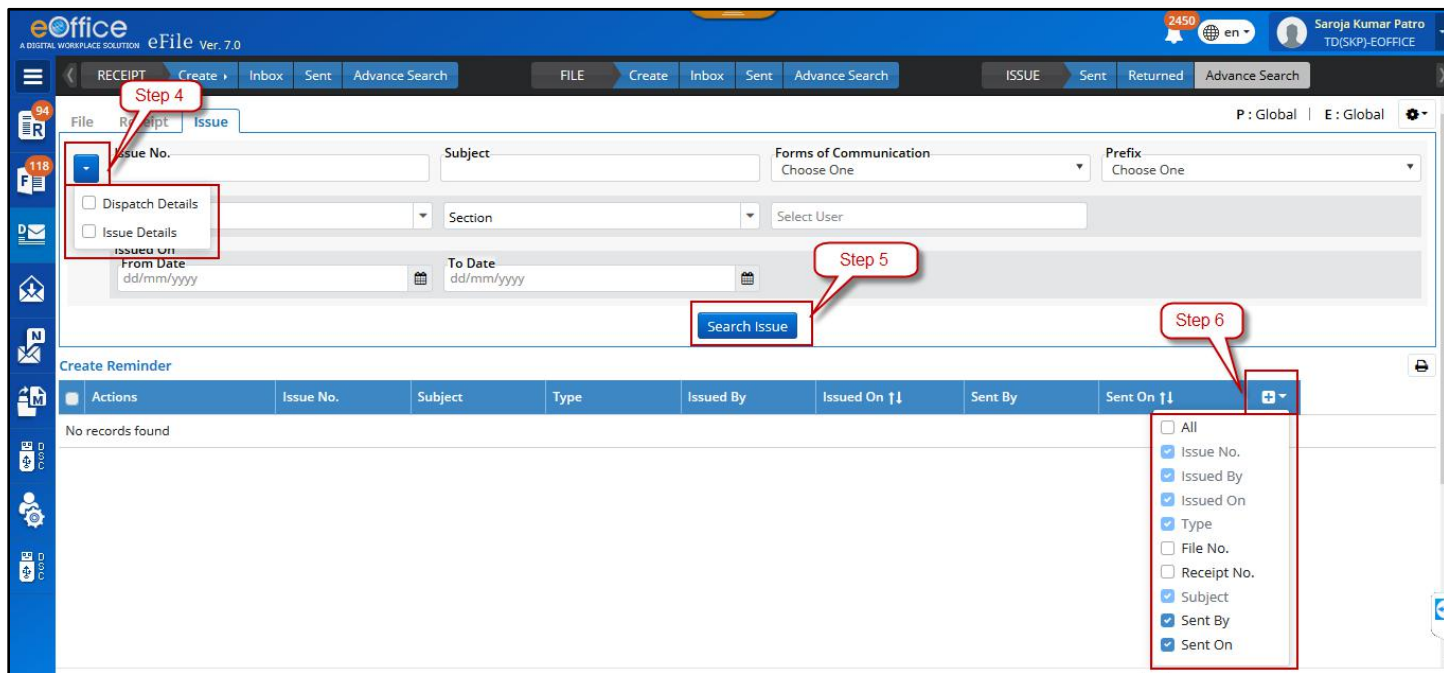 eOffice
A DIGITAL WORKPLACE SOLUTION eFile Ver. 7.0
2450
en
Saroja Kumar Patro
TD(SKP)-EOFFICE
RECEIPT Create Inbox Sent Advance Search FILE Create Inbox Sent Advance Search ISSUE Sent Returned Advance Search
Step 4
94
R
File Receipt Issue
P : Global | E : Global
Issue No. Subject Forms of Communication Prefix
Choose One Choose One
118
F
Dispatch Details
Section Select User
Issue Details
D
Issued On
From Date To Date
dd/mm/yyyy dd/mm/yyyy
Step 5
Search Issue
Step 6
N
Create Reminder
M
Actions Issue No. Subject Type Issued By Issued On Sent By Sent On
No records found
All
Issue No.
Issued By
Issued On
Type
File No.
Receipt No.
Subject
Sent By
Sent On
DSC
DSC